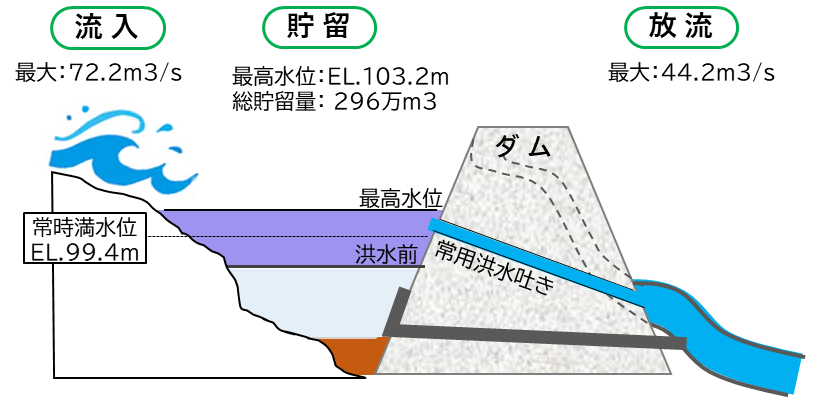 流入
貯留
放流
最大：72.2m3/s
最高水位：EL.103.2m
総貯留量： 296万m3
最大：44.2m3/s
ダム
最高水位
常時満水位
EL.99.4m
洪水前
常用洪水吐き